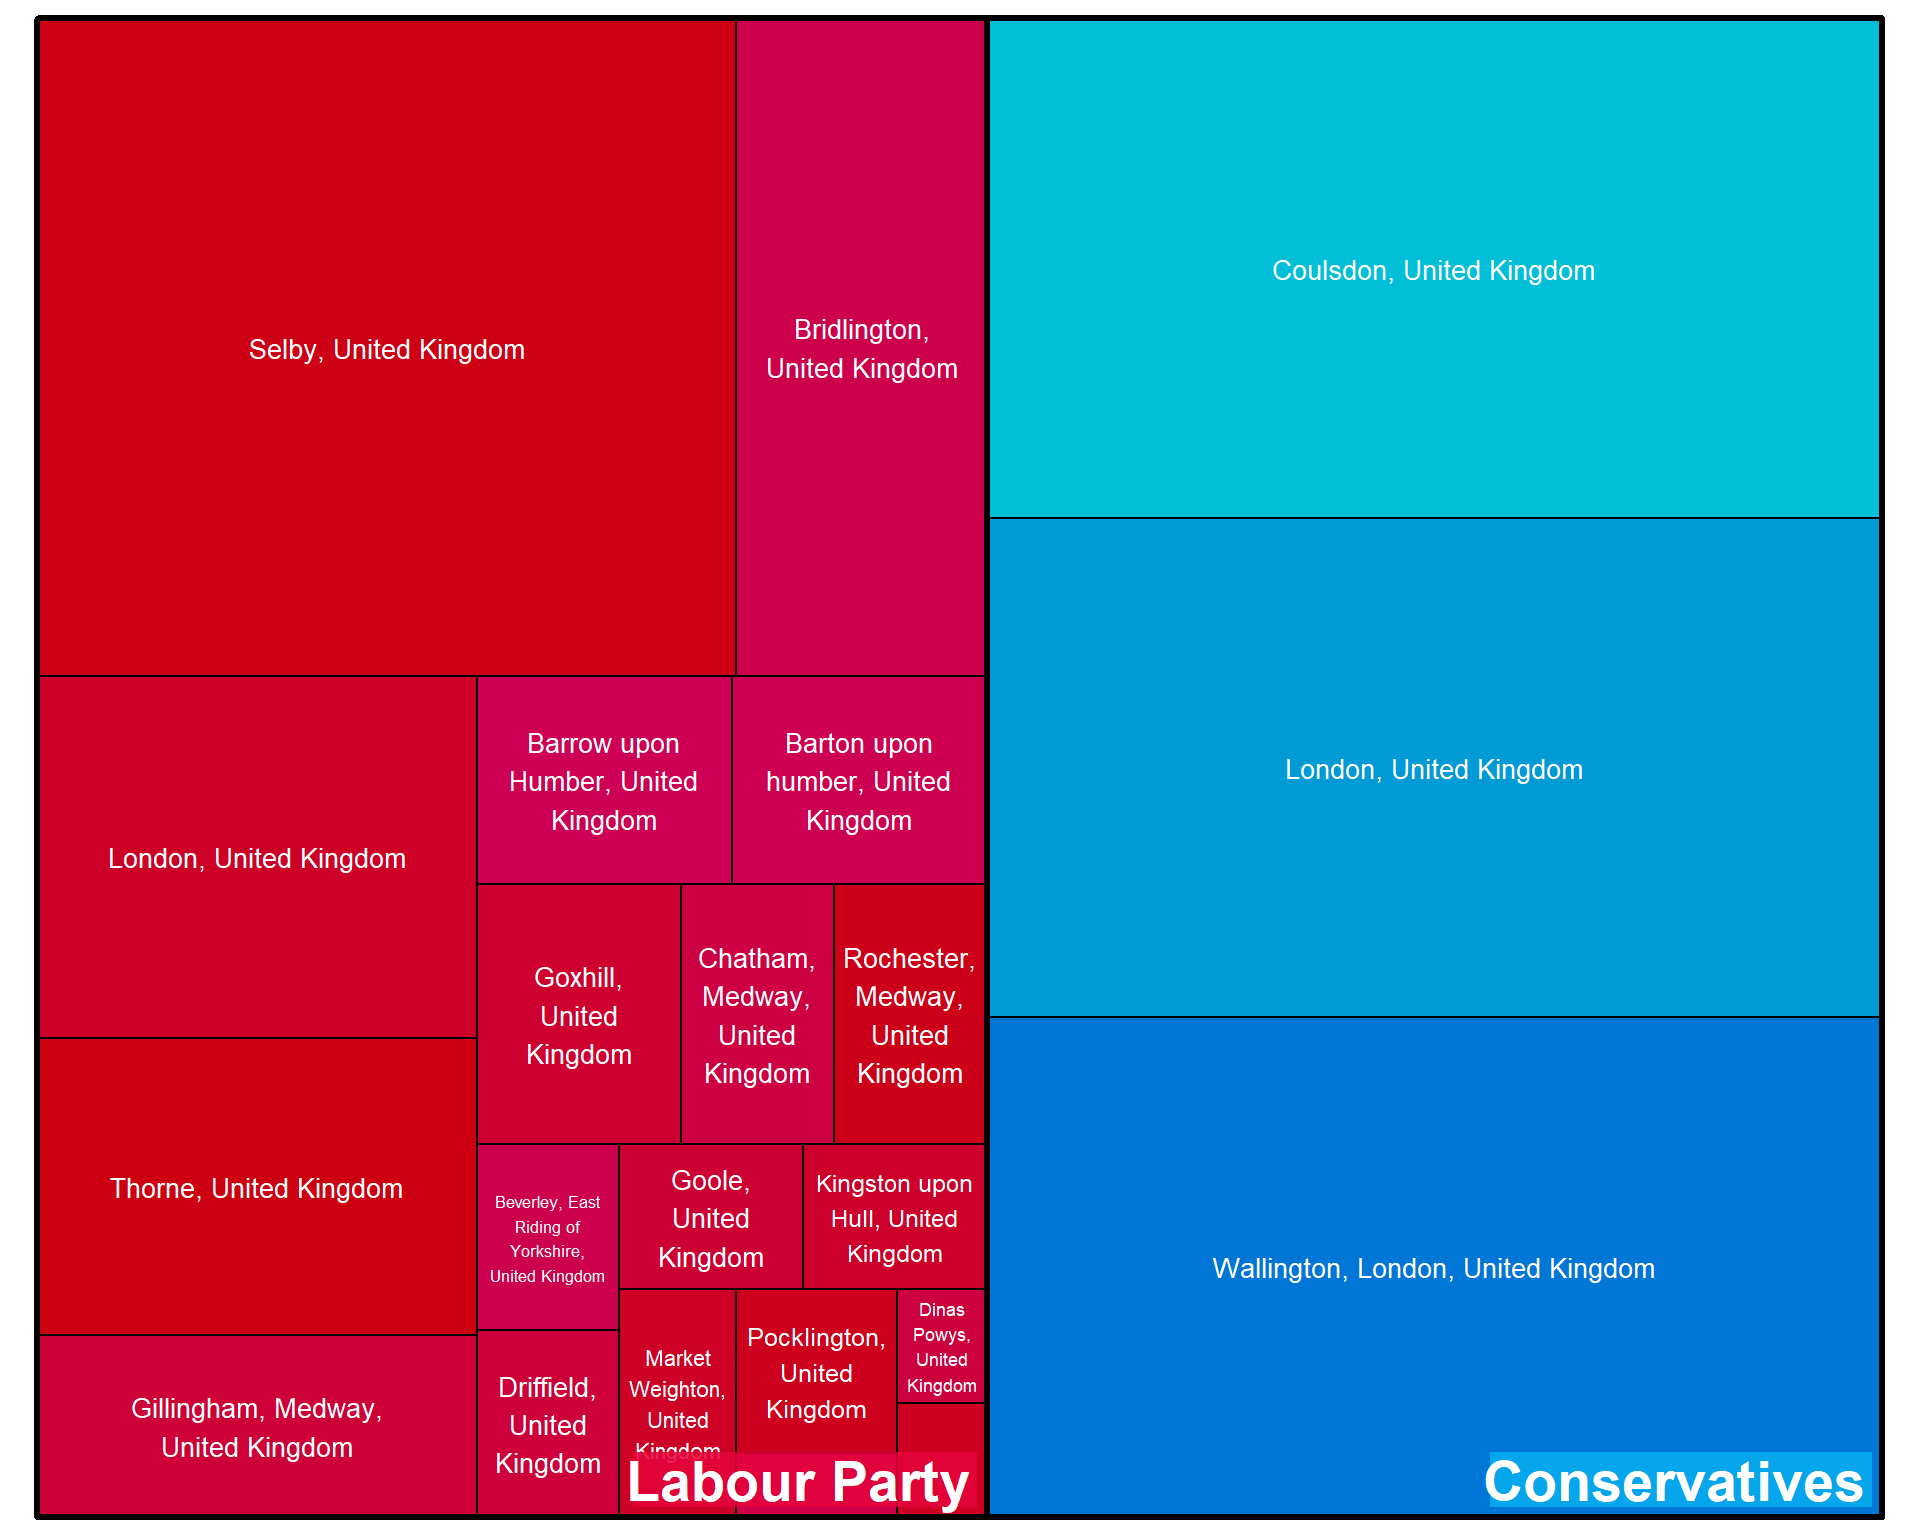 Selby, United Kingdom
Bridlington,
United Kingdom
Coulsdon, United Kingdom
London, United Kingdom
Barrow upon
Humber, United
Kingdom
Barton upon
humber, United
Kingdom
London, United Kingdom
Goxhill,
United
Kingdom
Chatham,
Medway,
United
Kingdom
Rochester,
Medway,
United
Kingdom
Thorne, United Kingdom
Beverley, East
Riding of
Yorkshire,
United Kingdom
Goole,
United
Kingdom
Kingston upon
Hull, United
Kingdom
Wallington, London, United Kingdom
Gillingham, Medway,
United Kingdom
Driffield,
United
Kingdom
Market
Weighton,
United
Kingdom
Pocklington,
United
Kingdom
Dinas
Powys,
United
Kingdom
Labour Party
Conservatives